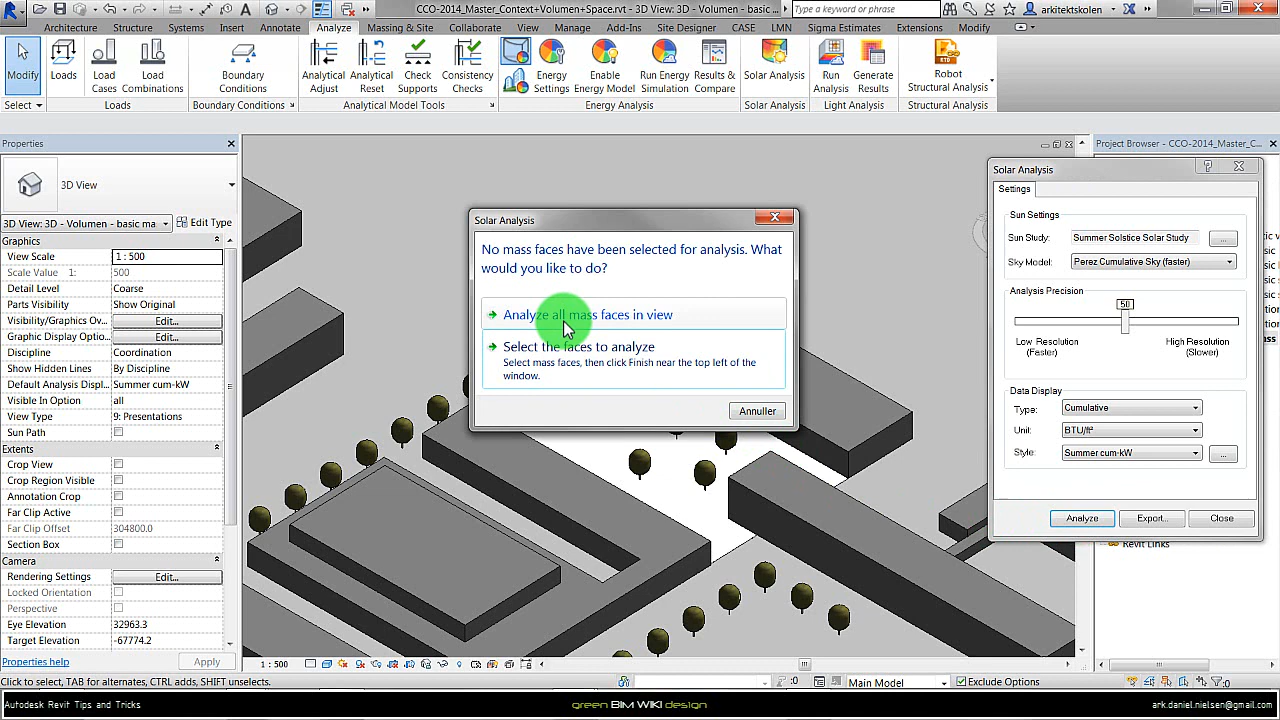 CCO-2014_Master_Context+Volumen+Space.rvt - 3D View: 3D - Volumen - basic ma...
Type a keyword or phrase
arkitektskolen
Architecture Structure Systems Insert Annotate Analyze Massing & Site Collaborate View Manage Add-Ins Site Designer CASE LMN Sigma Estimates Extensions Modify
Modify
Loads
Load Cases
Load Combinations
Boundary Conditions
Analytical Adjust
Analytical Reset
Check Supports
Consistency Checks
Energy Settings
Enable Energy Model
Run Energy Simulation
Results & Compare
Solar Analysis
Run Analysis
Generate Results
Robot Structural Analysis
Select Loads Boundary Conditions Analytical Model Tools Energy Analysis Solar Analysis Light Analysis Structural Analysis
Properties
3D View
3D View: 3D - Volumen - basic ma
Edit Type
Graphics
View Scale 1 : 500
Scale Value 1: 500
Detail Level Coarse
Parts Visibility Show Original
Visibility/Graphics Ov... Edit...
Graphic Display Optio... Edit...
Discipline Coordination
Show Hidden Lines By Discipline
Default Analysis Displ... Summer cum-kW
Visible In Option all
View Type 9: Presentations
Sun Path
Extents
Crop View
Crop Region Visible
Annotation Crop
Far Clip Active
Far Clip Offset 304800.0
Section Box
Camera
Rendering Settings Edit...
Locked Orientation
Perspective
Eye Elevation 32963.3
Target Elevation -67774.2
Properties help Apply
Solar Analysis
No mass faces have been selected for analysis. What
would you like to do?
Analyze all mass faces in view
Select the faces to analyze
Select mass faces, then click Finish near the top left of the
window.
Annuller
Project Browser - CCO-2014_Master_C...
Solar Analysis
Settings
Sun Settings
Sun Study: Summer Solstice Solar Study ...
Sky Model: Perez Cumulative Sky (faster)
Analysis Precision
50
Low Resolution (Faster)
High Resolution (Slower)
Data Display
Type: Cumulative
Unit: BTU/ft²
Style: Summer cum-kW ...
Analyze Export... Close
Revit Links
1 : 500
Click to select, TAB for alternates, CTRL adds, SHIFT unselects.
:0
Main Model
Exclude Options
:0
Autodesk Revit Tips and Tricks
green BIM WIKI design
ark.daniel.nielsen@gmail.com